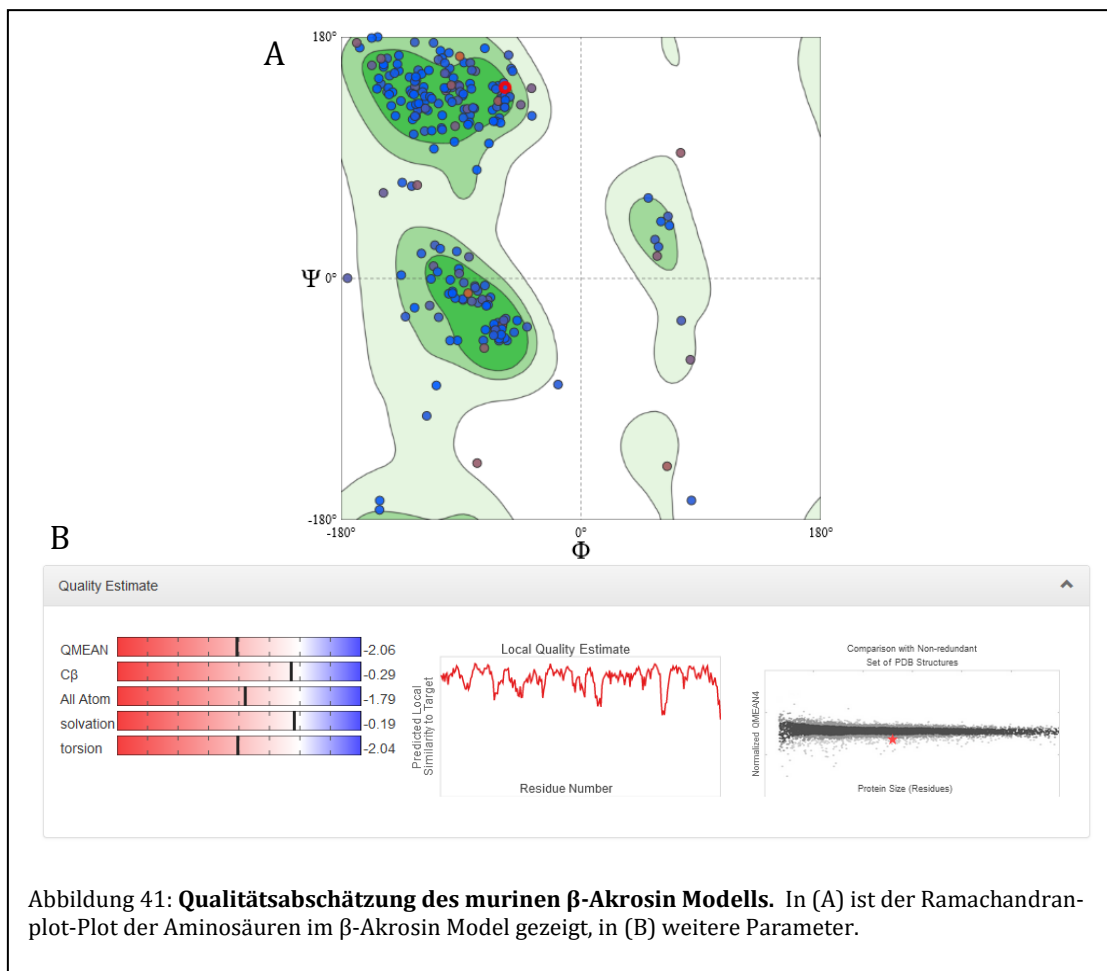 A
180°
Ψ 0°
-180°
-180° 0° 180°
Φ
B
Quality Estimate
QMEAN -2.06
Cβ -0.29
All Atom -1.79
solvation -0.19
torsion -2.04
Local Quality Estimate
Predicted Local
Similarity to Target
Residue Number
Comparison with Non-redundant
Set of PDB Structures
Normalized QMEAN4
Protein Size (Residues)
Abbildung 41: Qualitätsabschätzung des murinen β-Akrosin Modells. In (A) ist der Ramachandran-
plot-Plot der Aminosäuren im β-Akrosin Model gezeigt, in (B) weitere Parameter.